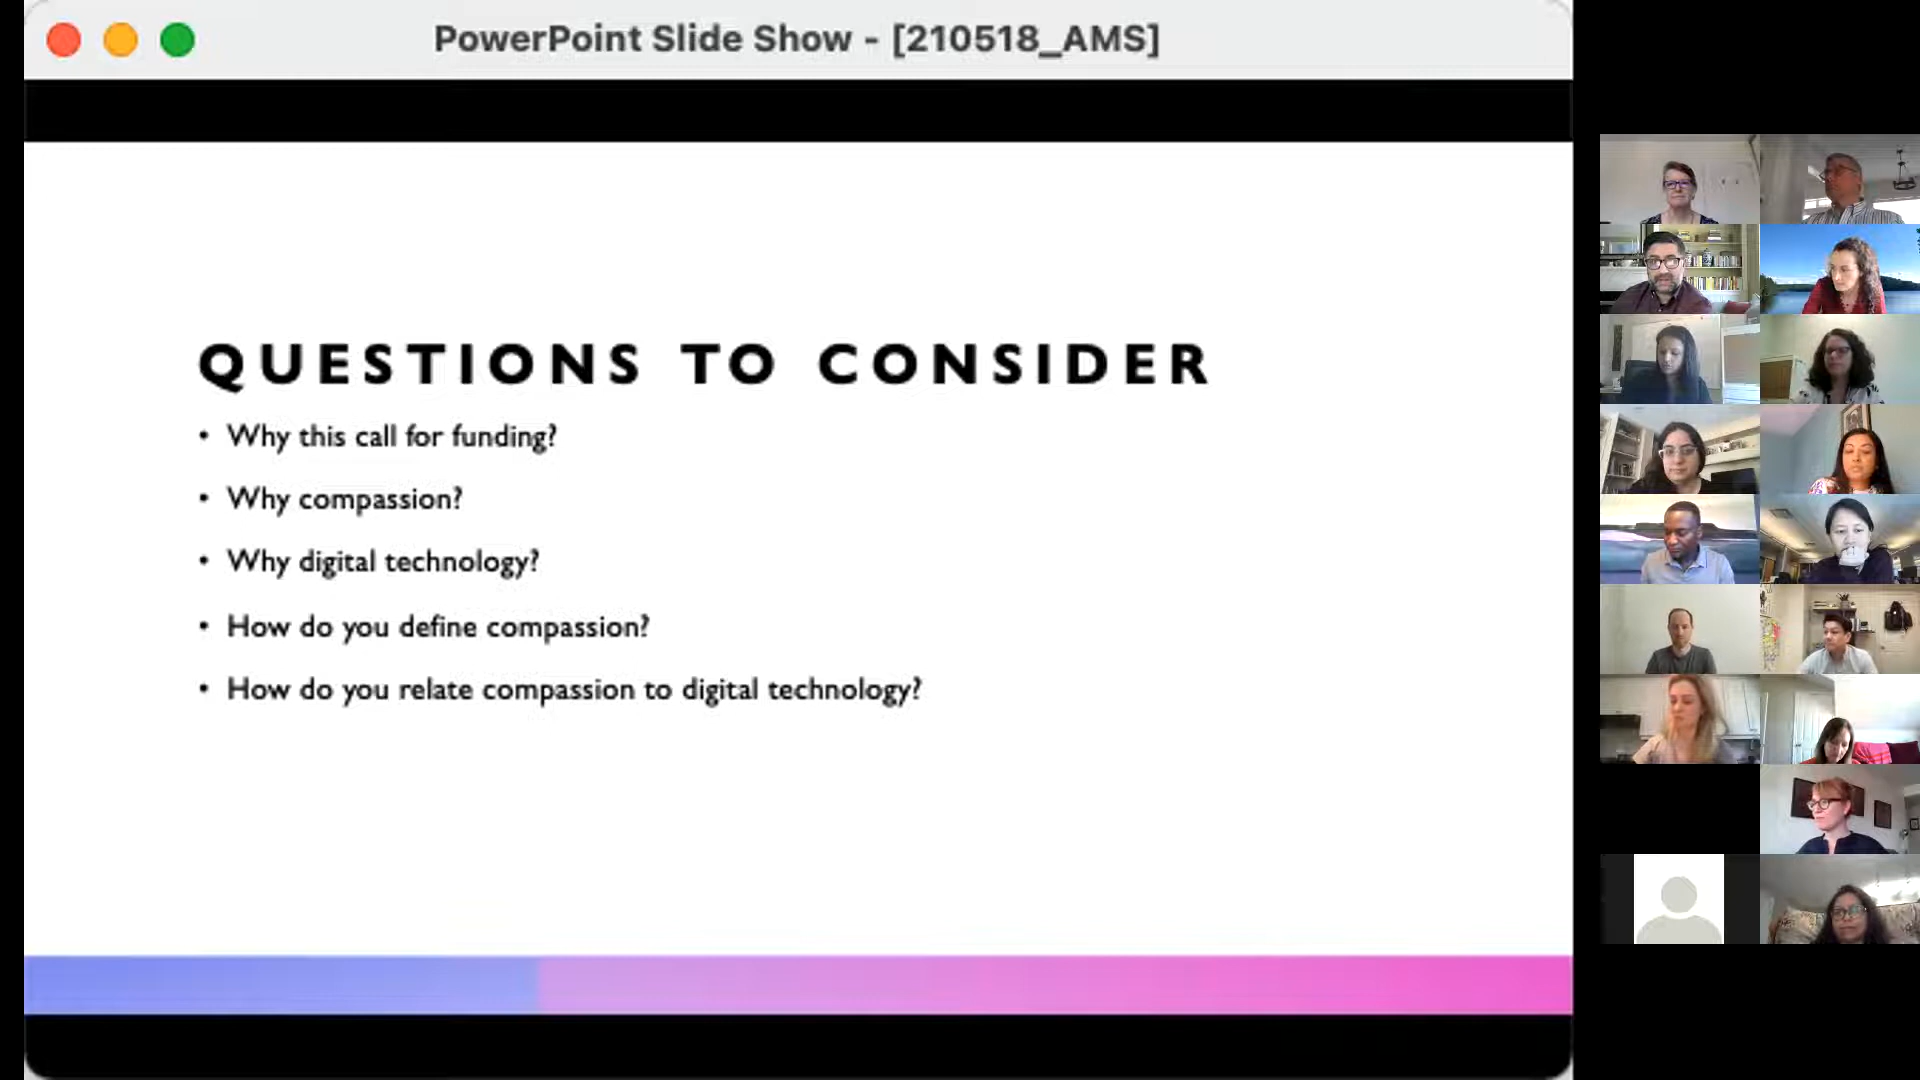 PowerPoint Slide Show - [210518_AMS]
QUESTIONS TO CONSIDER
• Why this call for funding?
• Why compassion?
• Why digital technology?
• How do you define compassion?
• How do you relate compassion to digital technology?